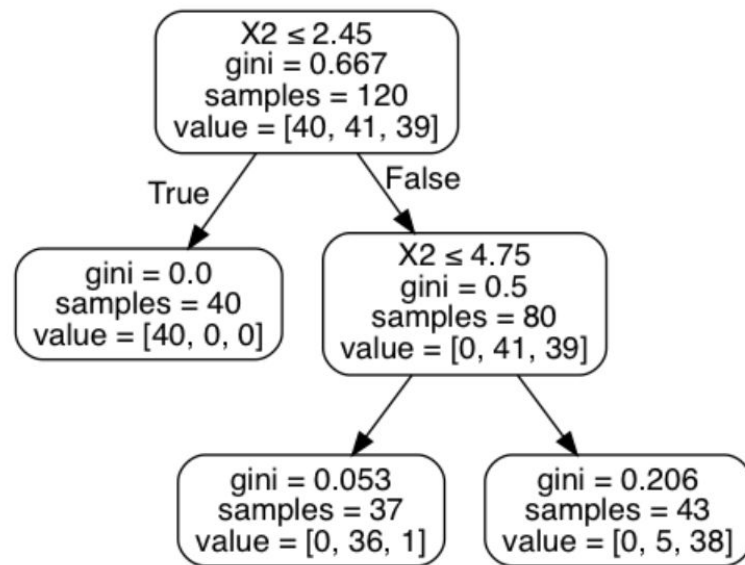 X2 ≤ 2.45
gini = 0.667
samples = 120
value = [40, 41, 39]
True
False
gini = 0.0
samples = 40
value = [40, 0, 0]
X2 ≤ 4.75
gini = 0.5
samples = 80
value = [0, 41, 39]
gini = 0.053
samples = 37
value = [0, 36, 1]
gini = 0.206
samples = 43
value = [0, 5, 38]